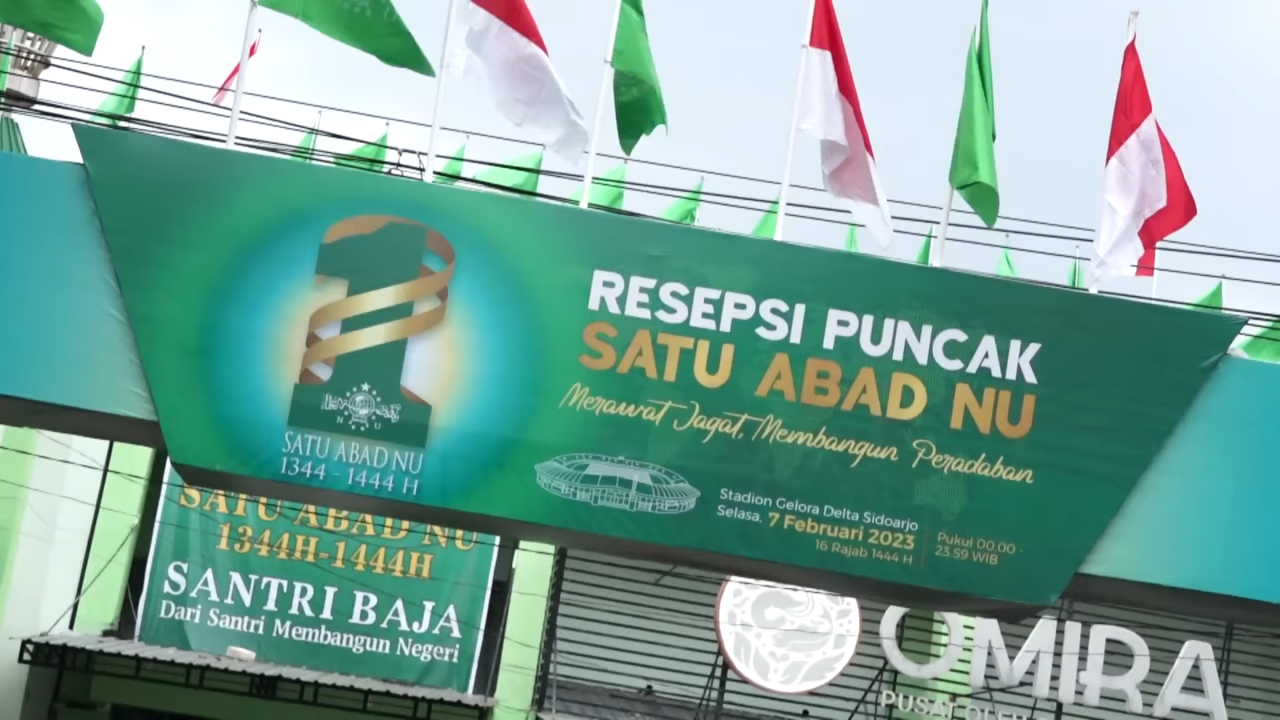 RESEPSI PUNCAK
SATU ABAD NU
Merawat Jagat, Membangun Peradaban
Stadion Gelora Delta Sidoarjo
Selasa, 7 Februari 2023
16 Rajab 1444 H
Pukul 00.00 -
23.59 WIB
NU
SATU ABAD NU
1344 - 1444 H
SATU ABAD NU
1344H-1444H
SANTRI BAJA
Dari Santri Membangun Negeri
OMIRA
PUSAT